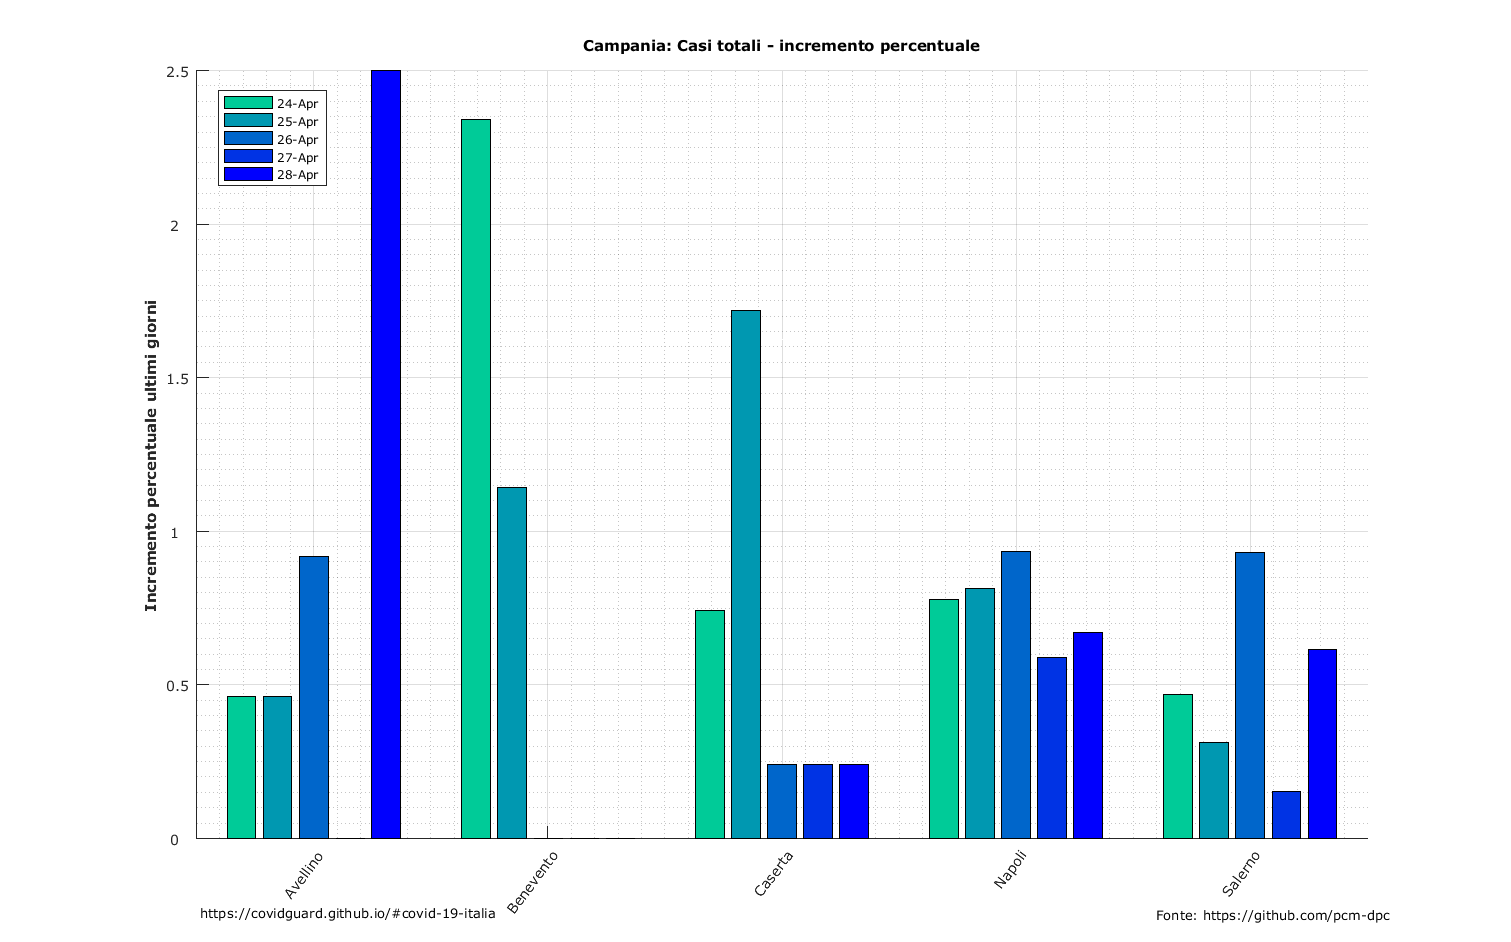 Campania: Casi totali - incremento percentuale
Incremento percentuale ultimi giorni
2.5
2
1.5
1
0.5
0
24-Apr
25-Apr
26-Apr
27-Apr
28-Apr
Avellino
Benevento
Caserta
Napoli
Salerno
https://covidguard.github.io/#covid-19-italia
Fonte: https://github.com/pcm-dpc